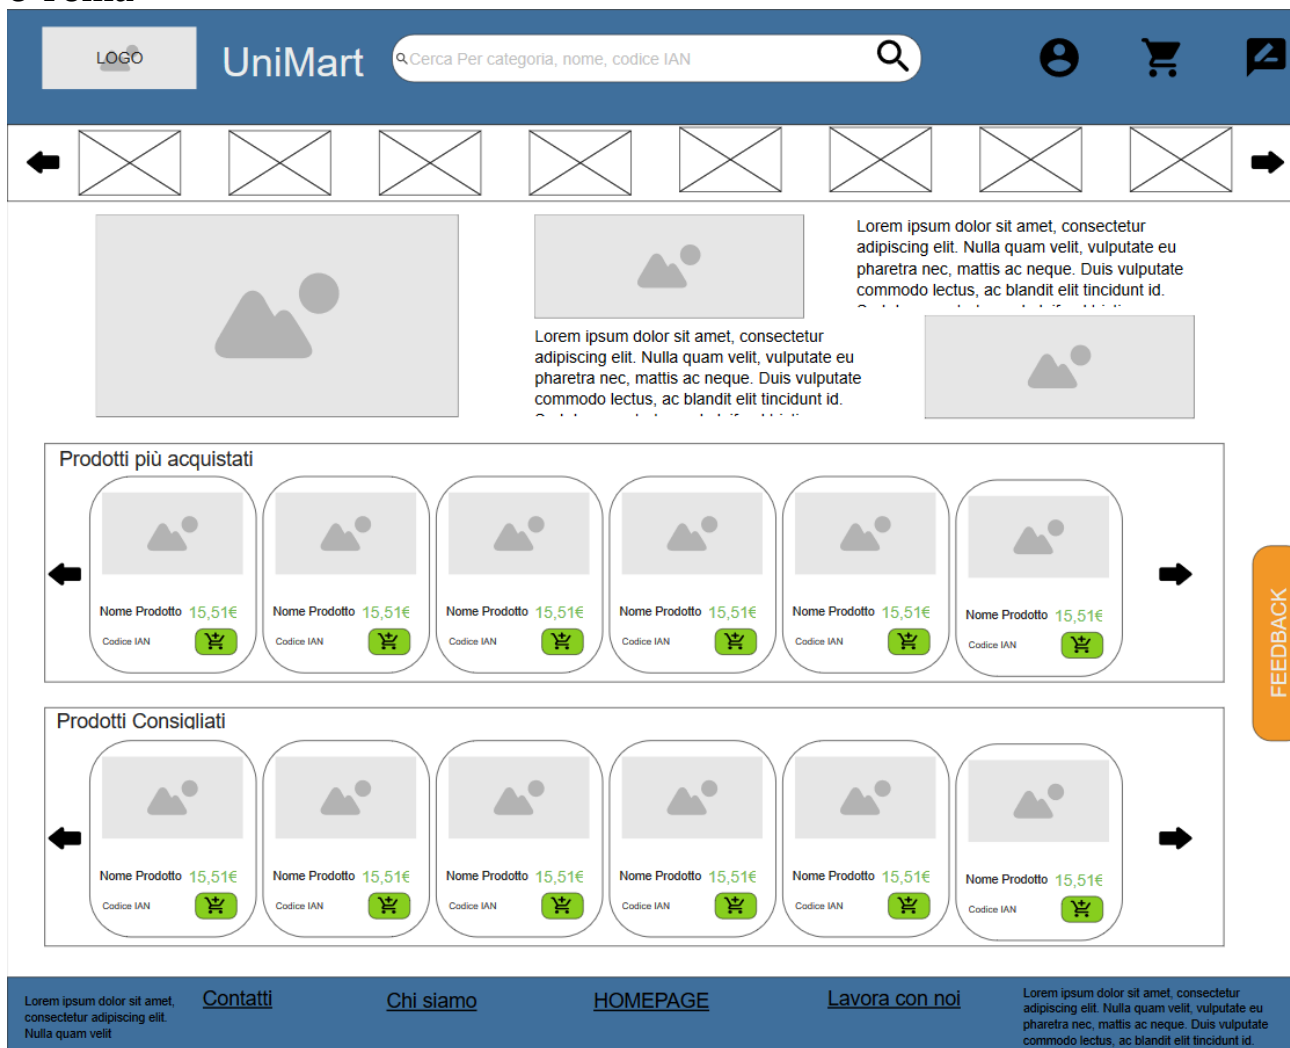 LOGO
UniMart
Cerca Per categoria, nome, codice IAN
Lorem ipsum dolor sit amet, consectetur
adipiscing elit. Nulla quam velit, vulputate eu
pharetra nec, mattis ac neque. Duis vulputate
commodo lectus, ac blandit elit tincidunt id.
Lorem ipsum dolor sit amet, consectetur
adipiscing elit. Nulla quam velit, vulputate eu
pharetra nec, mattis ac neque. Duis vulputate
commodo lectus, ac blandit elit tincidunt id.
Prodotti più acquistati
Nome Prodotto 15,51€
Codice IAN
Nome Prodotto 15,51€
Codice IAN
Nome Prodotto 15,51€
Codice IAN
Nome Prodotto 15,51€
Codice IAN
Nome Prodotto 15,51€
Codice IAN
Nome Prodotto 15,51€
Codice IAN
FEEDBACK
Prodotti Consigliati
Nome Prodotto 15,51€
Codice IAN
Nome Prodotto 15,51€
Codice IAN
Nome Prodotto 15,51€
Codice IAN
Nome Prodotto 15,51€
Codice IAN
Nome Prodotto 15,51€
Codice IAN
Nome Prodotto 15,51€
Codice IAN
Lorem ipsum dolor sit amet,
consectetur adipiscing elit.
Nulla quam velit
Contatti
Chi siamo
HOMEPAGE
Lavora con noi
Lorem ipsum dolor sit amet, consectetur
adipiscing elit. Nulla quam velit, vulputate eu
pharetra nec, mattis ac neque. Duis vulputate
commodo lectus, ac blandit elit tincidunt id.